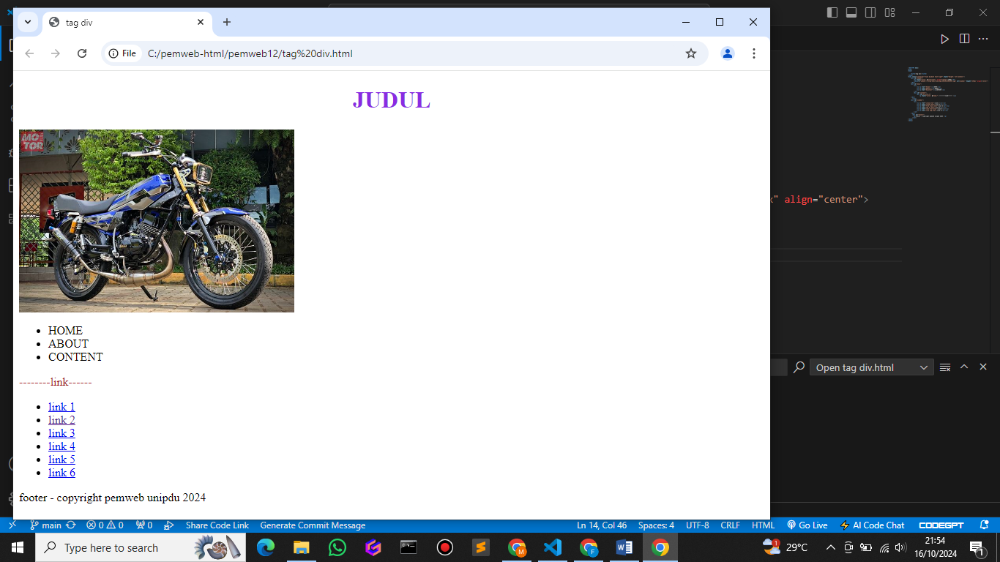 tag div
File
C:/pemweb-html/pemweb12/tag%20div.html
JUDUL
MO
TOR
HOME
ABOUT
CONTENT
--------link------
link 1
link 2
link 3
link 4
link 5
link 6
footer - copyright pemweb unipdu 2024
" align="center">
Open tag div.html
main
0 0
0
Share Code Link
Generate Commit Message
Ln 14, Col 46
Spaces: 4
UTF-8
CRLF
HTML
Go Live
AI Code Chat
CODEGPT
Type here to search
M
F
1
29°C
21:54
16/10/2024
1